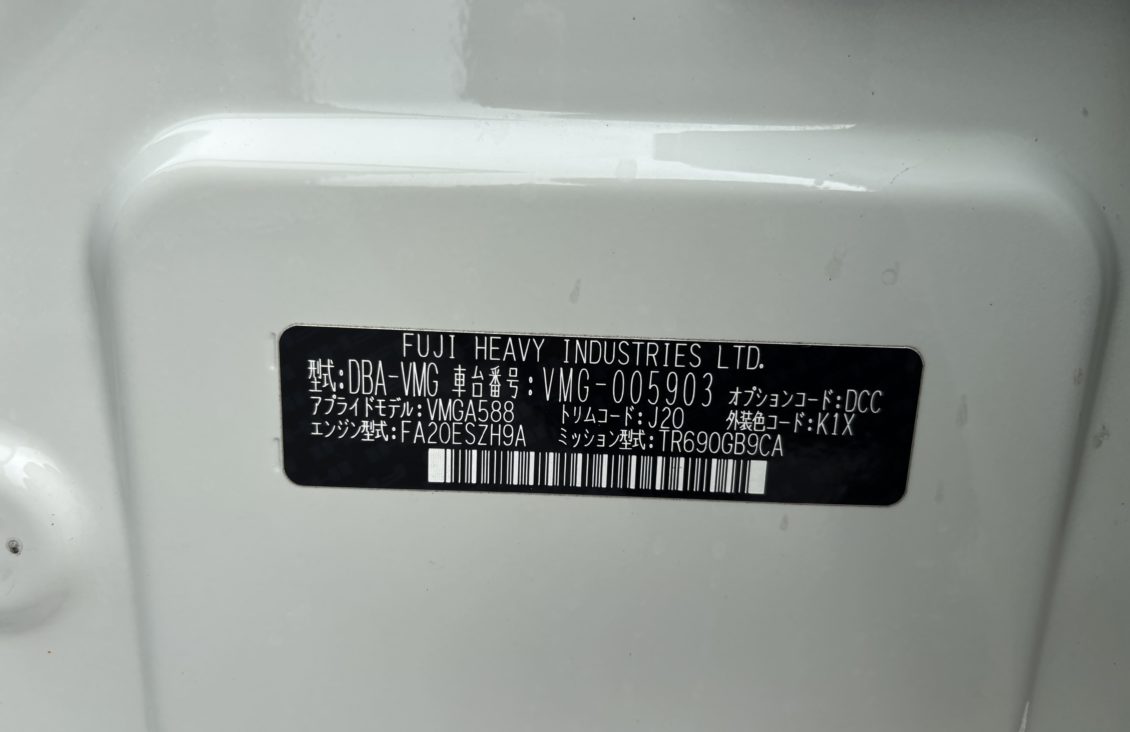 FUJI HEAVY INDUSTRIES LTD.
型式:DBA-VMG 車台番号:VMG-005903 オプションコード:DCC
アプライドモデル:VMGA588 トリムコード:J20 外装色コード:K1X
エンジン型式:FA20ESZH9A ミッション型式:TR690GB9CA